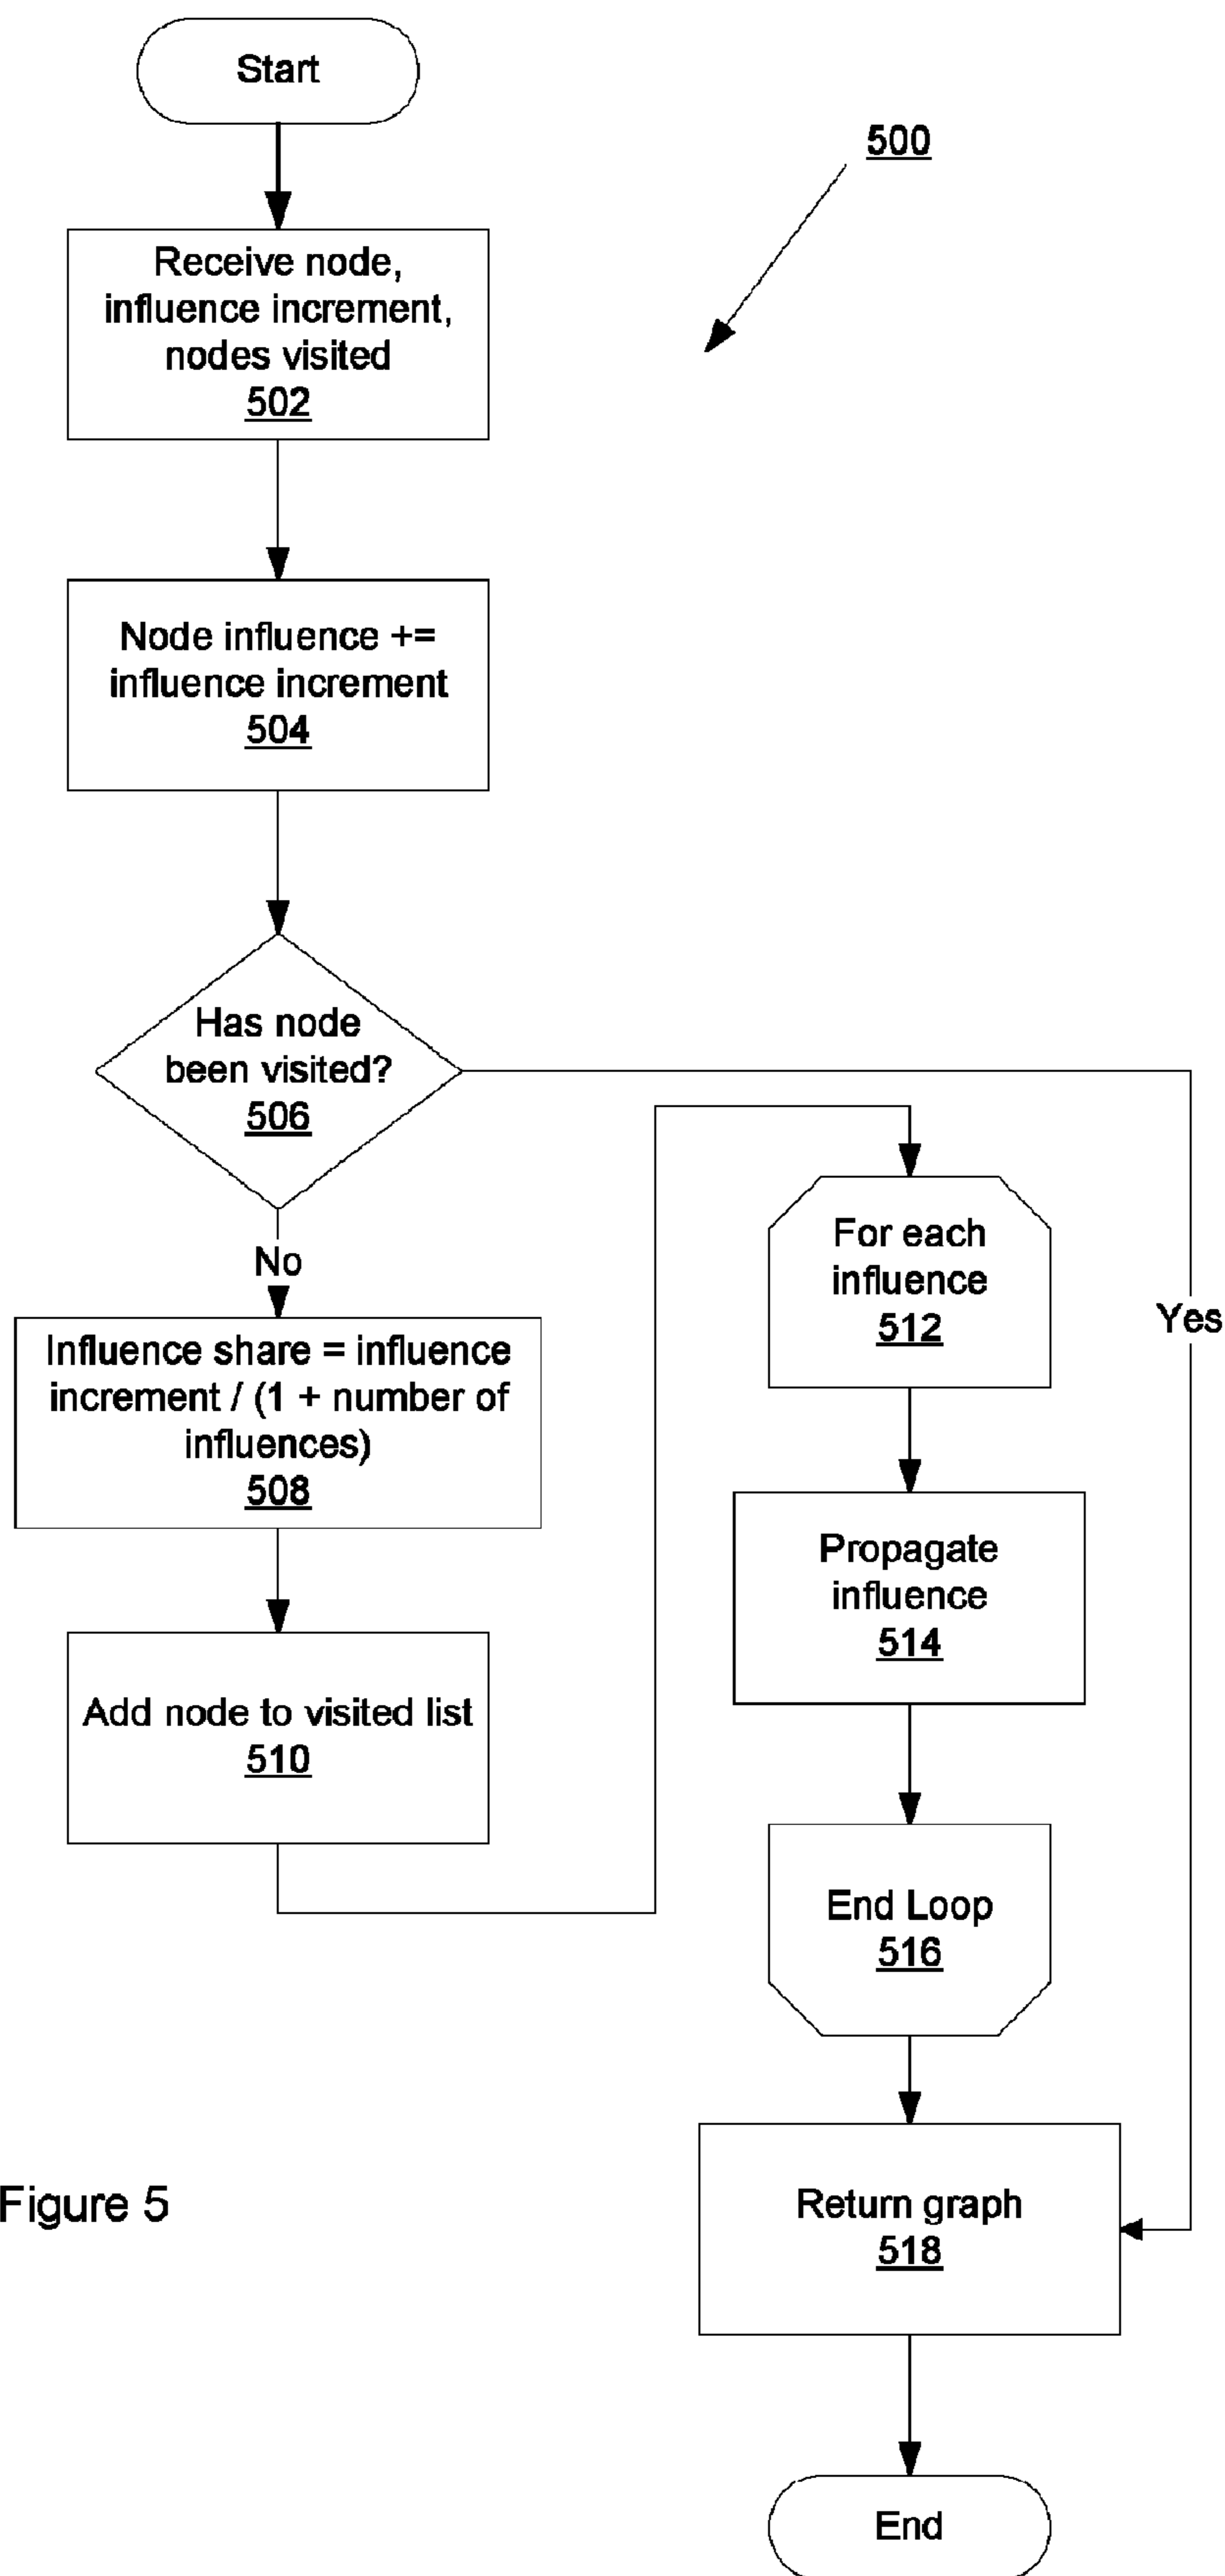 Start
500
Receive node,
influence increment,
nodes visited
502
Node influence +=
influence increment
504
Has node
been visited?
506
No
Yes
Influence share = influence
increment / (1 + number of
influences)
508
Add node to visited list
510
For each
influence
512
Propagate
influence
514
End Loop
516
Return graph
518
End
Figure 5